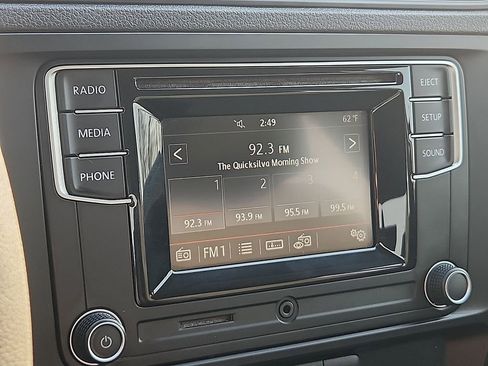 RADIO
MEDIA
PHONE
2:49
62°F
92.3 FM
The Quicksilva Morning Show
1 2 3 4
92.3 FM 93.9 FM 95.5 FM 99.5 FM
FM1
EJECT
SETUP
SOUND